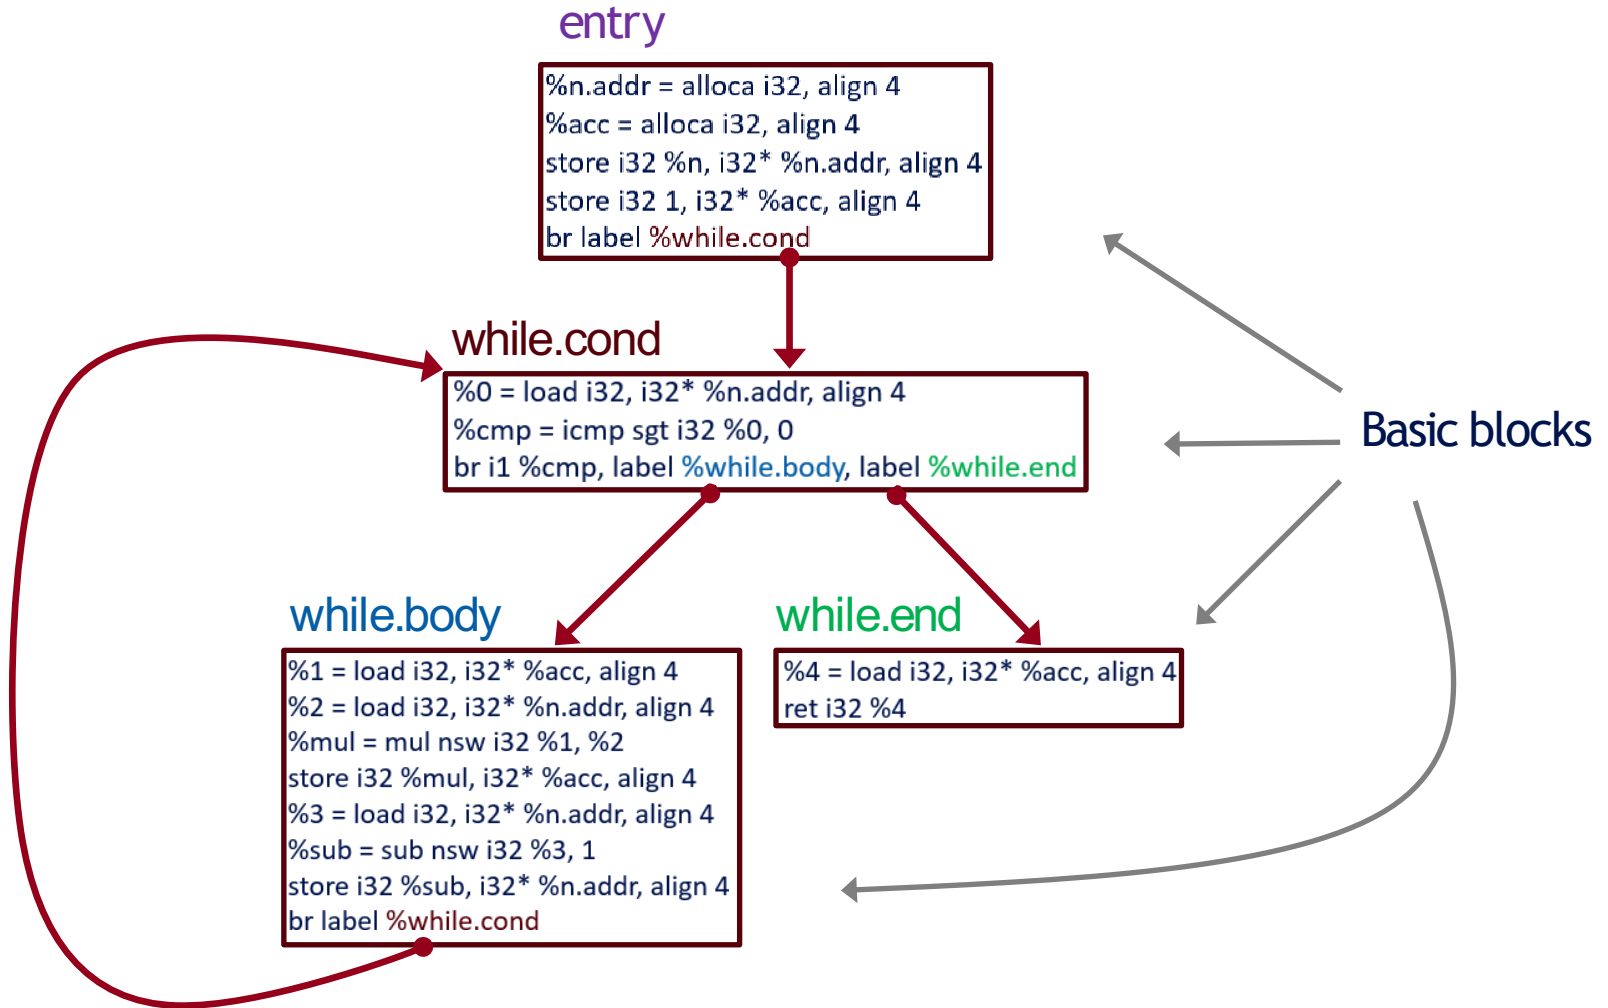 entry
%n.addr = alloca i32, align 4
%acc = alloca i32, align 4
store i32 %n, i32* %n.addr, align 4
store i32 1, i32* %acc, align 4
br label %while.cond
while.cond
%0 = load i32, i32* %n.addr, align 4
%cmp = icmp sgt i32 %0, 0
br i1 %cmp, label %while.body, label %while.end
Basic blocks
while.body
%1 = load i32, i32* %acc, align 4
%2 = load i32, i32* %n.addr, align 4
%mul = mul nsw i32 %1, %2
store i32 %mul, i32* %acc, align 4
%3 = load i32, i32* %n.addr, align 4
%sub = sub nsw i32 %3, 1
store i32 %sub, i32* %n.addr, align 4
br label %while.cond
while.end
%4 = load i32, i32* %acc, align 4
ret i32 %4